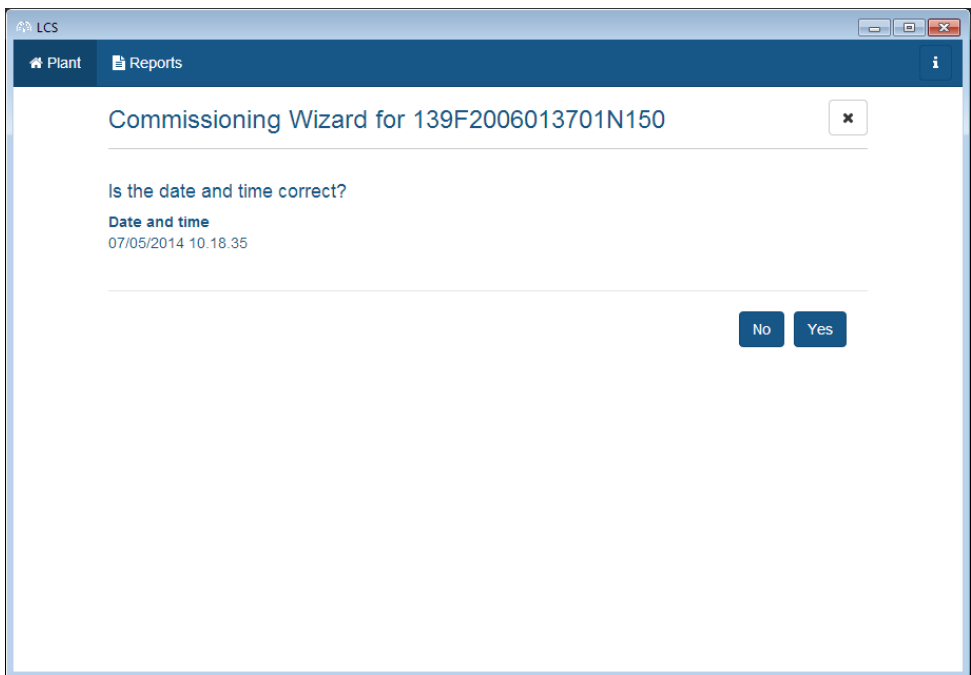 LCS
Plant Reports i
Commissioning Wizard for 139F2006013701N150
Is the date and time correct?
Date and time
07/05/2014 10.18.35
No Yes